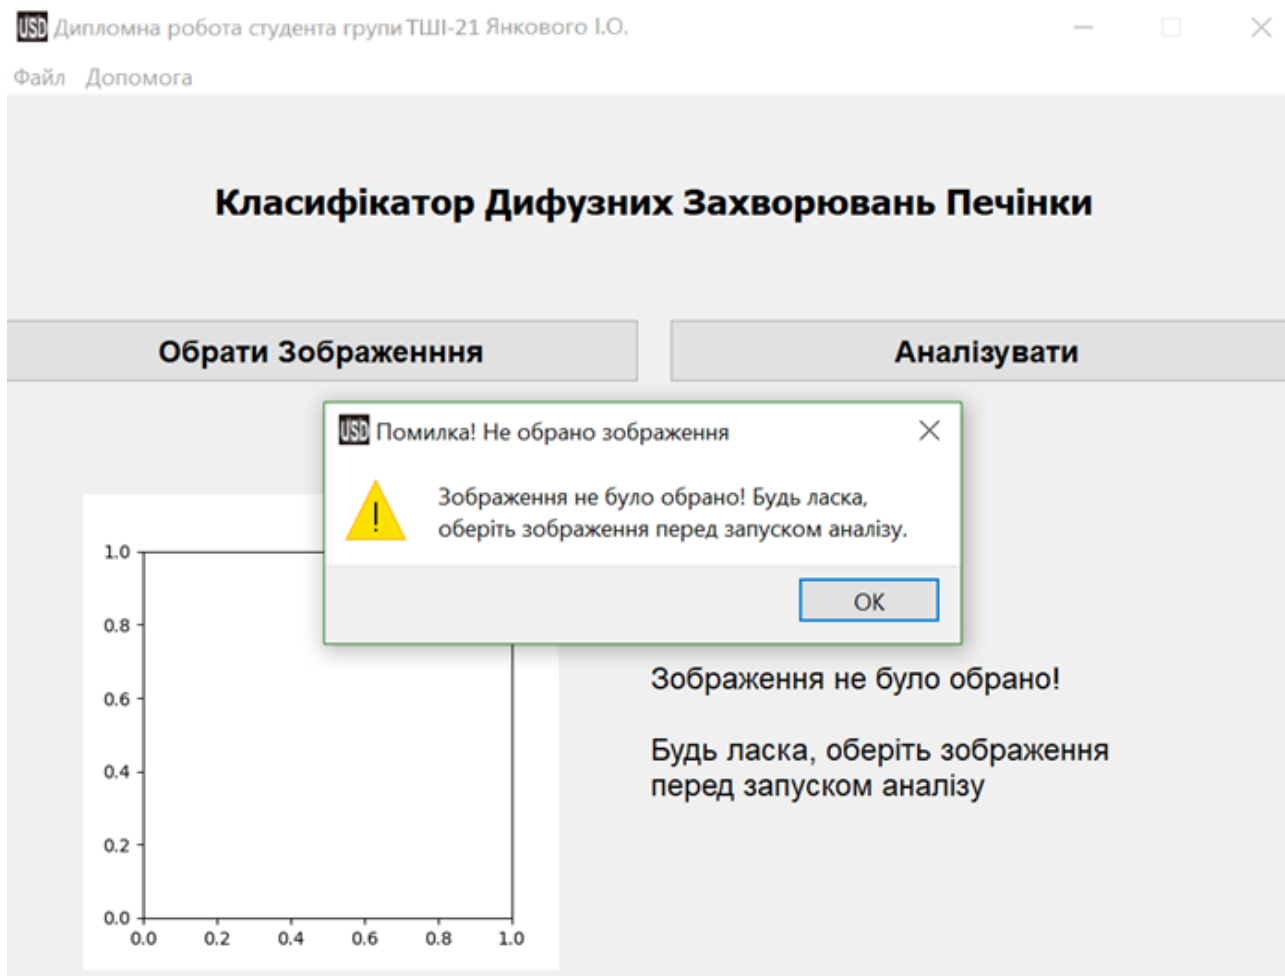 USD Дипломна робота студента групи ТШІ-21 Янкового І.О.
Файл Допомога
Класифікатор Дифузних Захворювань Печінки
Обрати Зображенння
Аналізувати
USD Помилка! Не обрано зображення
Зображення не було обрано! Будь ласка,
оберіть зображення перед запуском аналізу.
OK
1.0
0.8
0.6
0.4
0.2
0.0
0.0 0.2 0.4 0.6 0.8 1.0
Зображення не було обрано!
Будь ласка, оберіть зображення
перед запуском аналізу